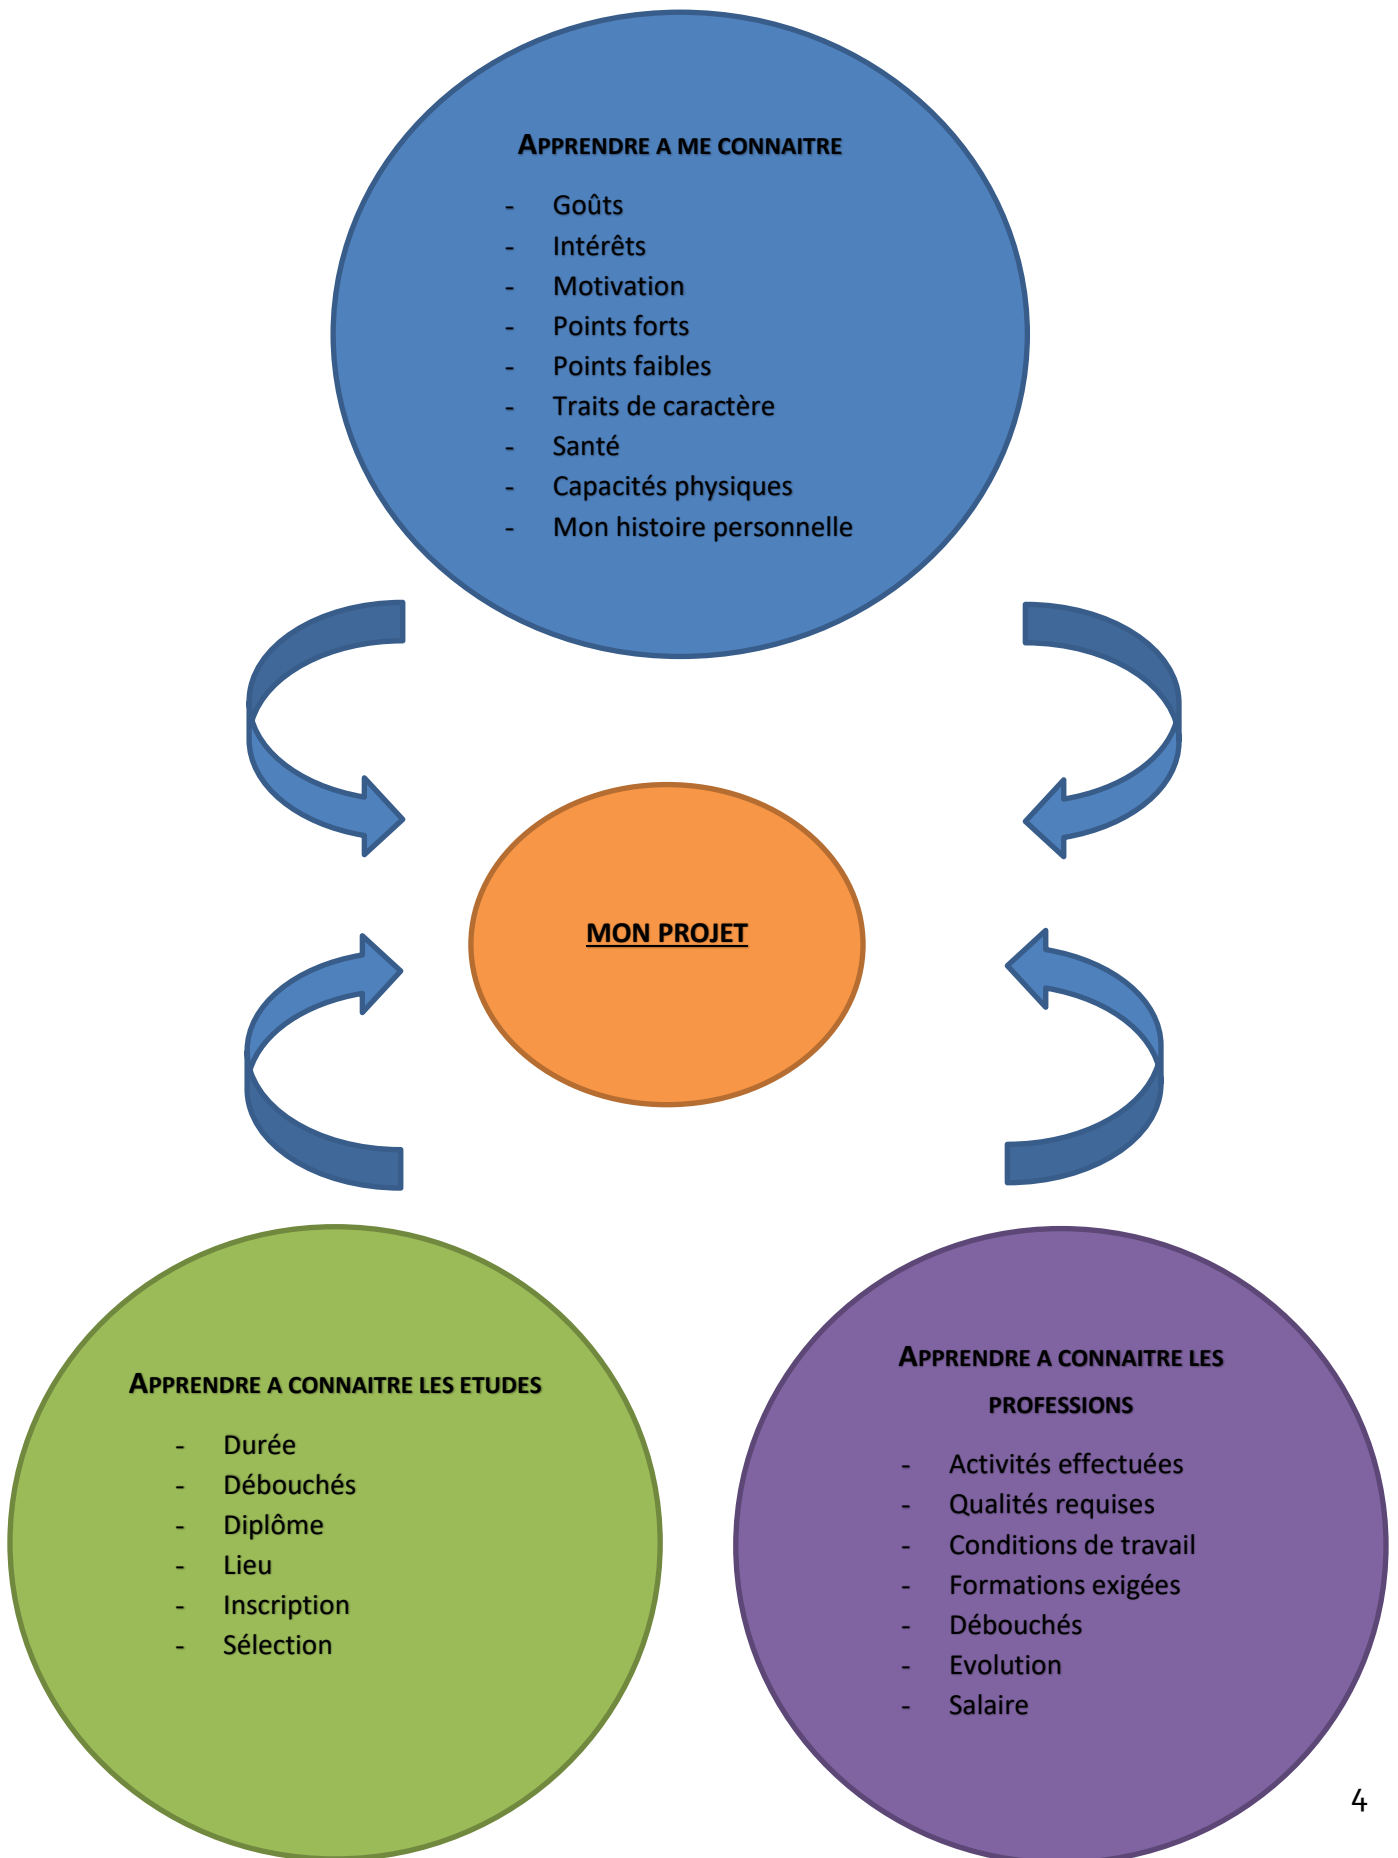 APPRENDRE A ME CONNAITRE
- Goûts
- Intérêts
- Motivation
- Points forts
- Points faibles
- Traits de caractère
- Santé
- Capacités physiques
- Mon histoire personnelle
MON PROJET
APPRENDRE A CONNAITRE LES ETUDES
- Durée
- Débouchés
- Diplôme
- Lieu
- Inscription
- Sélection
APPRENDRE A CONNAITRE LES
PROFESSIONS
- Activités effectuées
- Qualités requises
- Conditions de travail
- Formations exigées
- Débouchés
- Evolution
- Salaire
4